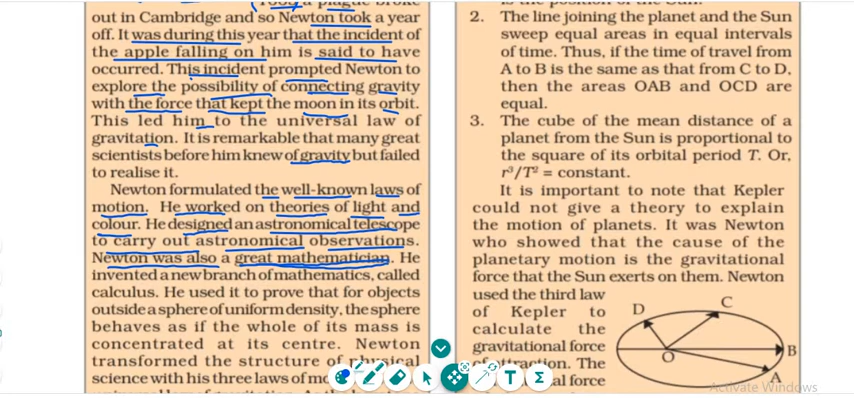 out in Cambridge and so Newton took a year
off. It was during this year that the incident of
the apple falling on him is said to have
occurred. This incident prompted Newton to
explore the possibility of connecting gravity
with the force that kept the moon in its orbit.
This led him to the universal law of
gravitation. It is remarkable that many great
scientists before him knew of gravity but failed
to realise it.
Newton formulated the well-known laws of
motion. He worked on theories of light and
colour. He designed an astronomical telescope
to carry out astronomical observations.
Newton was also a great mathematician. He
invented a new branch of mathematics, called
calculus. He used it to prove that for objects
outside a sphere of uniform density, the sphere
behaves as if the whole of its mass is
concentrated at its centre. Newton
transformed the structure of physical
science with his three laws of
2. The line joining the planet and the Sun
sweep equal areas in equal intervals
of time. Thus, if the time of travel from
A to B is the same as that from C to D,
then the areas OAB and OCD are
equal.
3. The cube of the mean distance of a
planet from the Sun is proportional to
the square of its orbital period T. Or,
r³/T² = constant.
It is important to note that Kepler
could not give a theory to explain
the motion of planets. It was Newton
who showed that the cause of the
planetary motion is the gravitational
force that the Sun exerts on them. Newton
used the third law
of Kepler to
calculate the
gravitational force
of attraction. The
force
D
C
B
O
A
T
Σ
Activate Windows